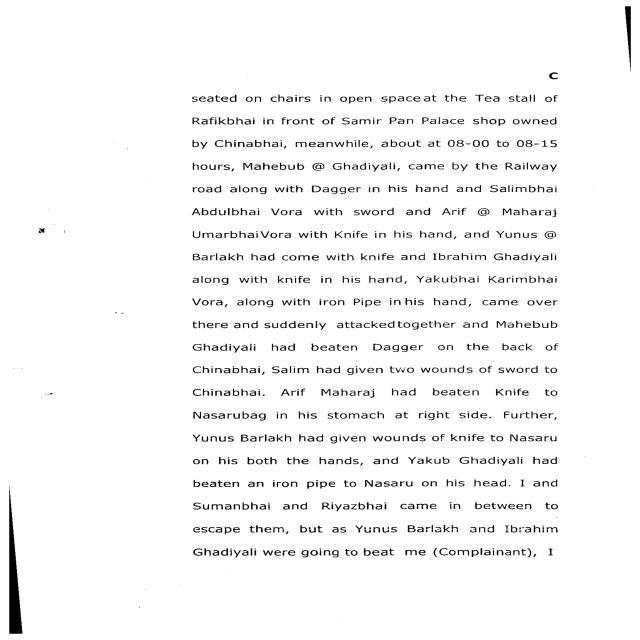 C
seated on chairs in open space at the Tea stall of
Rafikbhai in front of Samir Pan Palace shop owned
by Chinabhai, meanwhile, about at 08-00 to 08-15
hours, Mahebub @ Ghadiyali, came by the Railway
road along with Dagger in his hand and Salimbhai
Abdulbhai Vora with sword and Arif @ Maharaj
UmarbhaiVora with Knife in his hand, and Yunus @
Barlakh had come with knife and Ibrahim Ghadiyali
along with knife in his hand, Yakubhai Karimbhai
Vora, along with iron Pipe in his hand, came over
there and suddenly attacked together and Mahebub
Ghadiyali had beaten Dagger on the back of
Chinabhai, Salim had given two wounds of sword to
Chinabhai. Arif Maharaj had beaten Knife to
Nasarubag in his stomach at right side. Further,
Yunus Barlakh had given wounds of knife to Nasaru
on his both the hands, and Yakub Ghadiyali had
beaten an iron pipe to Nasaru on his head. I and
Sumanbhai and Riyazbhai came in between to
escape them, but as Yunus Barlakh and Ibrahim
Ghadiyali were going to beat me (Complainant), I